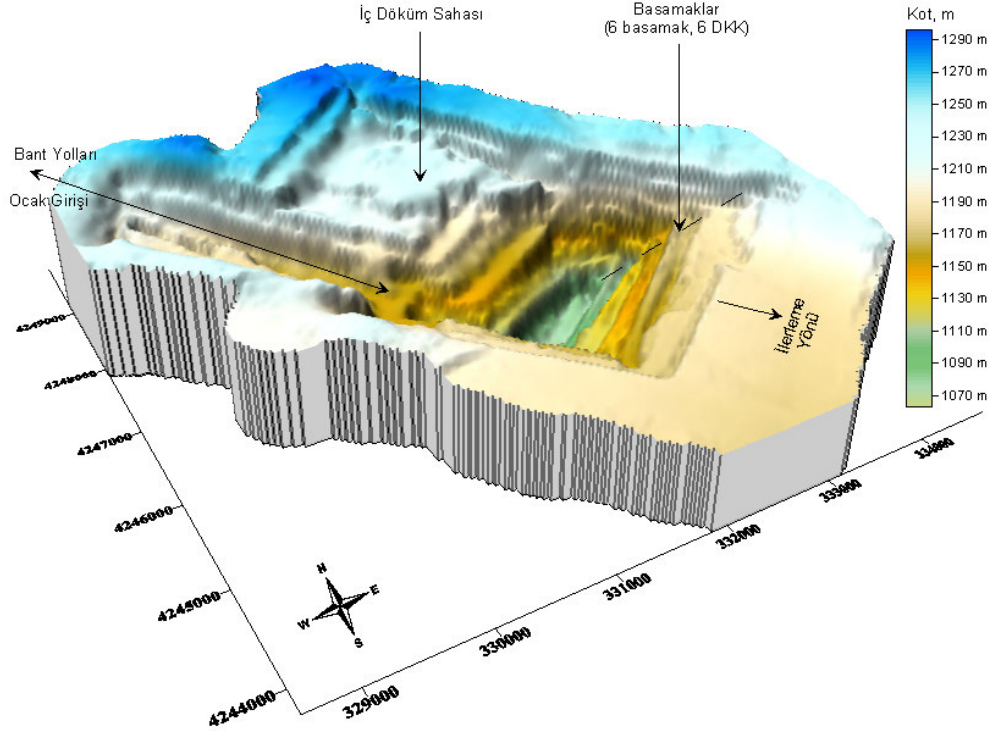 İç Döküm Sahası
Basamaklar
(6 basamak, 6 DKK)
Kot, m
1290 m
1270 m
1250 m
1230 m
1210 m
1190 m
1170 m
1150 m
1130 m
1110 m
1090 m
1070 m
Bant Yolları
Ocak Girişi
İlerleme
Yönü
4249000
4248000
4247000
4246000
4245000
4244000
329000
330000
331000
332000
333000
334000
N
E
W
S